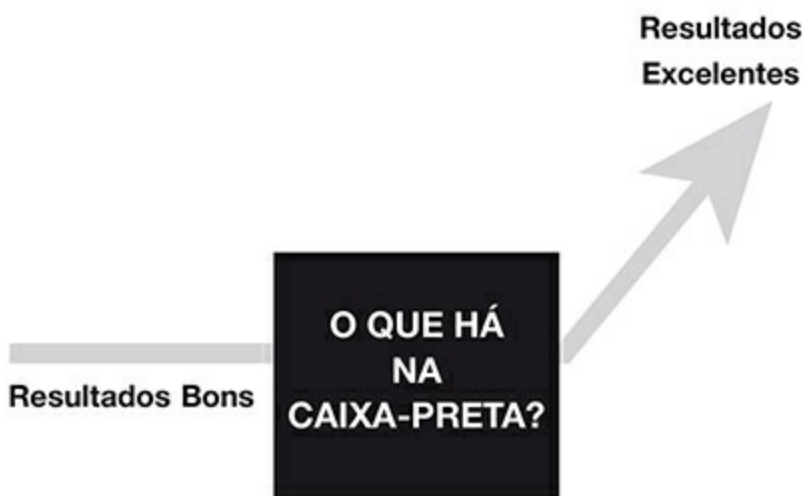 Resultados
Excelentes
O QUE HÁ
NA
CAIXA-PRETA?
Resultados Bons